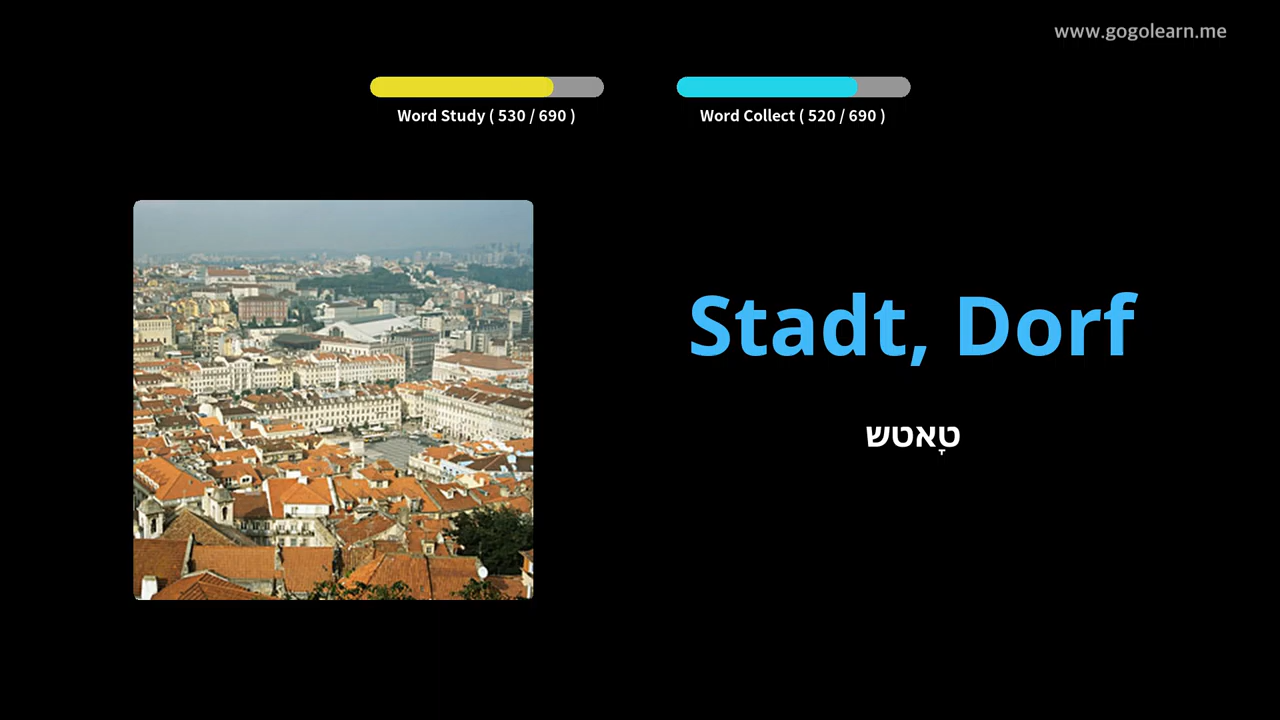 www.gogolearn.me
Word Study ( 530 / 690 )
Word Collect ( 520 / 690 )
Stadt, Dorf
טָאטש